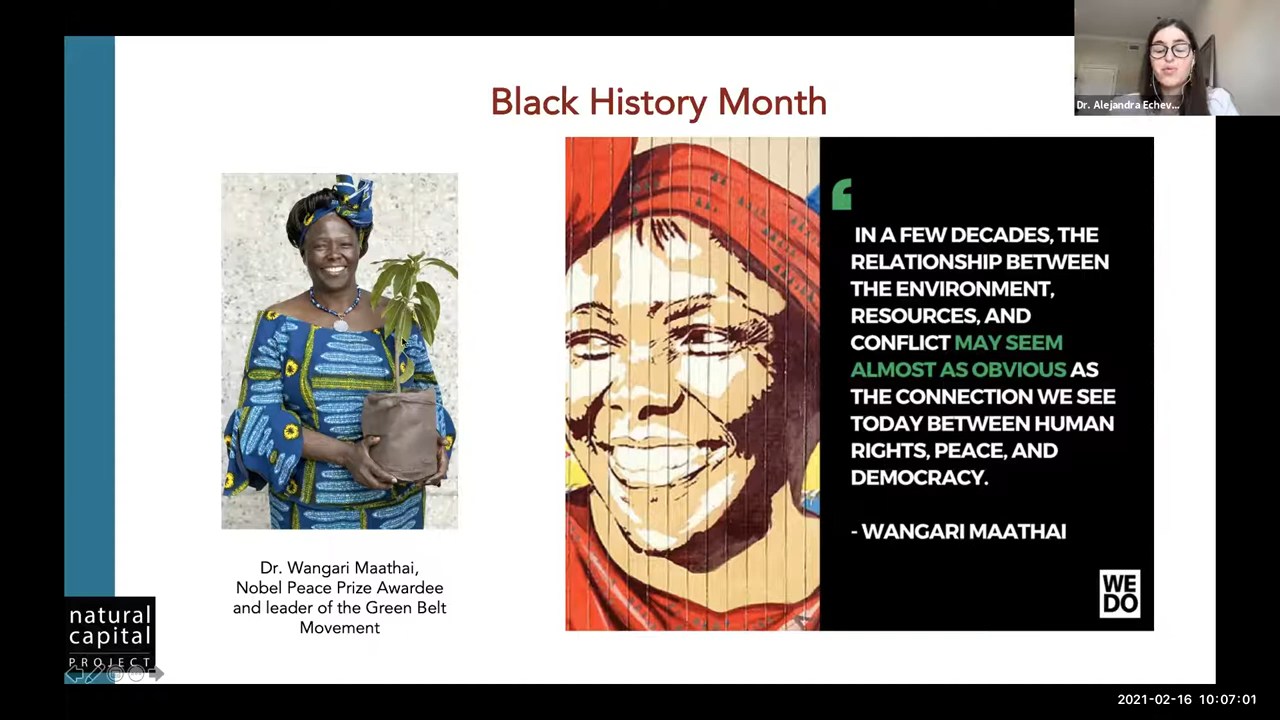 Black History Month
Dr. Alejandra Echev...
IN A FEW DECADES, THE
RELATIONSHIP BETWEEN
THE ENVIRONMENT,
RESOURCES, AND
CONFLICT MAY SEEM
ALMOST AS OBVIOUS AS
THE CONNECTION WE SEE
TODAY BETWEEN HUMAN
RIGHTS, PEACE, AND
DEMOCRACY.
- WANGARI MAATHAI
WE
DO
Dr. Wangari Maathai,
Nobel Peace Prize Awardee
and leader of the Green Belt
Movement
natural
capital
PROJECT
2021-02-16 10:07:01